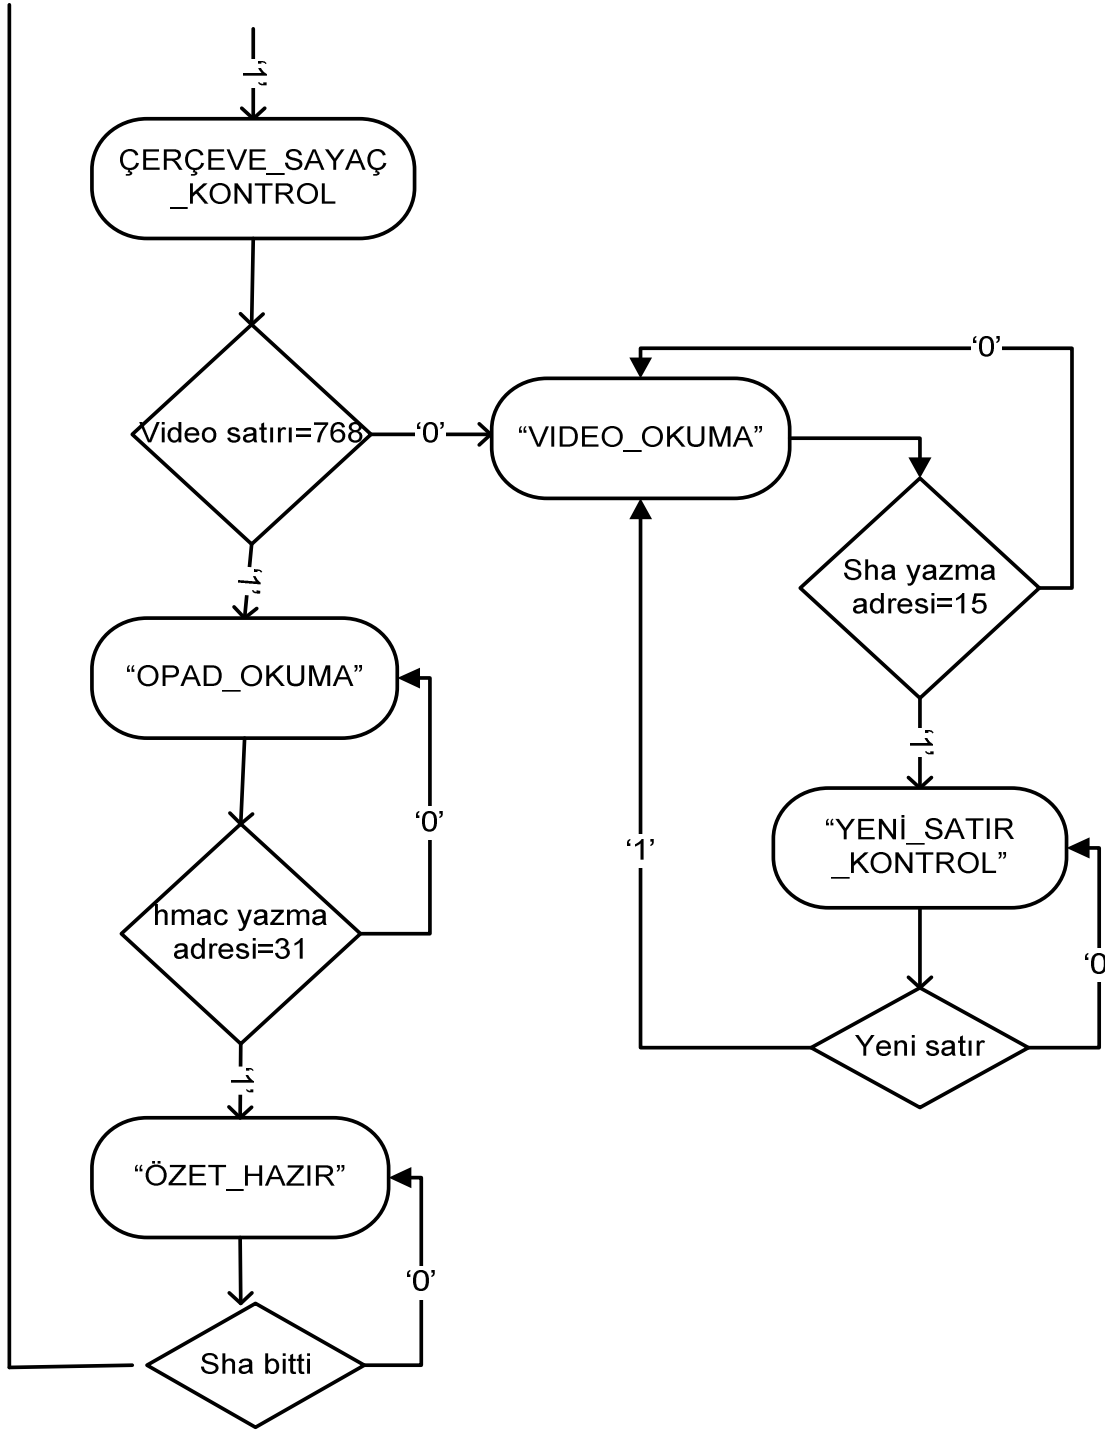 ‘1’
ÇERÇEVE_SAYAÇ
_KONTROL
Video satırı=768
‘0’
“VIDEO_OKUMA”
‘0’
Sha yazma
adresi=15
‘1’
“YENİ_SATIR
_KONTROL”
‘0
Yeni satır
‘1’
‘1’
“OPAD_OKUMA”
‘0’
hmac yazma
adresi=31
‘1’
“ÖZET_HAZIR”
‘0’
Sha bitti